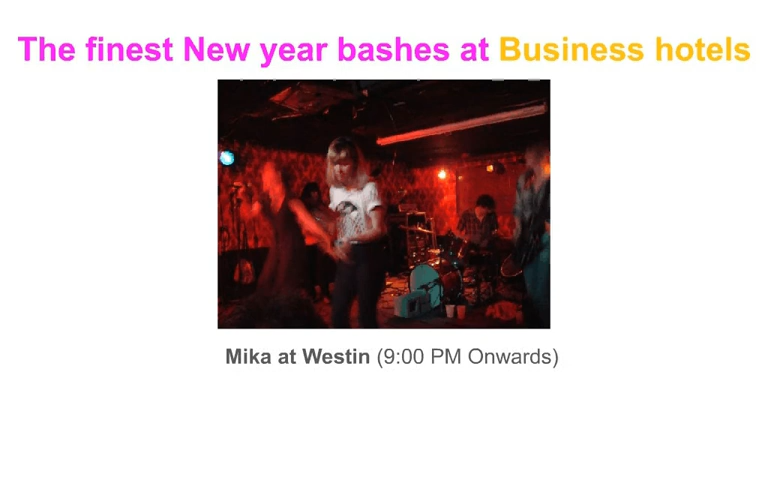 The finest New year bashes at Business hotels
Mika at Westin (9:00 PM Onwards)